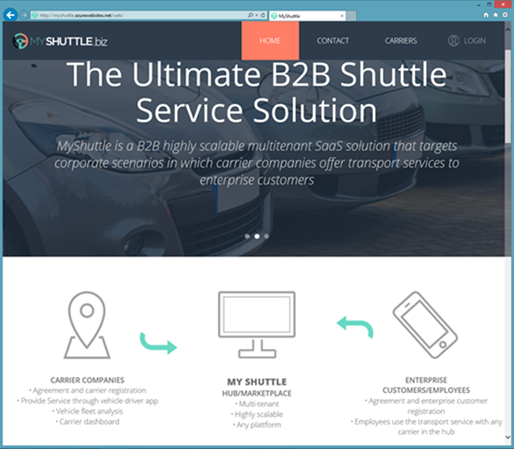 http://myshuttle.azurewebsites.net/web/
MyShuttle
MYSHUTTLE.biz
HOME
CONTACT
CARRIERS
LOGIN
The Ultimate B2B Shuttle
Service Solution
MyShuttle is a B2B highly scalable multitenant SaaS solution that targets
corporate scenarios in which carrier companies offer transport services to
enterprise customers
CARRIER COMPANIES
• Agreement and carrier registration
• Provide Service through vehicle driver app
• Vehicle fleet analysis
• Carrier dashboard
MY SHUTTLE
HUB/MARKETPLACE
• Multi-tenant
• Highly scalable
• Any plattform
ENTERPRISE
CUSTOMERS/EMPLOYEES
• Agreement and enterprise customer
registration
• Employees use the transport service with any
carrier in the hub